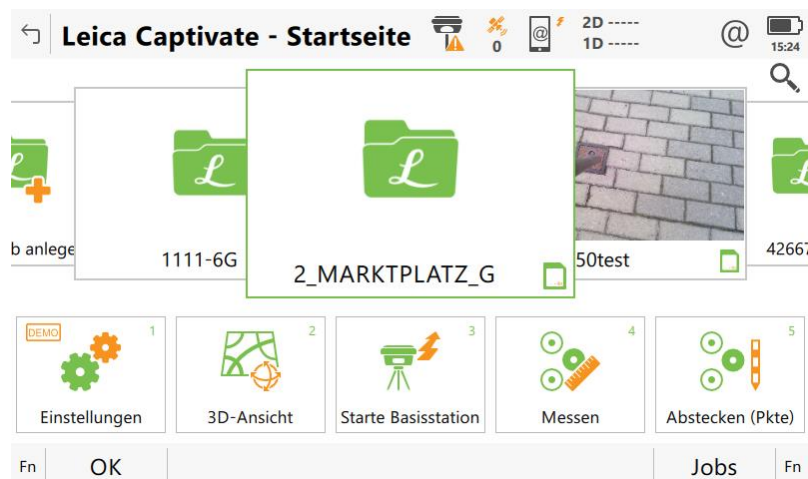 Leica Captivate - Startseite
0
@
2D -----
1D -----
@
15:24
b anlege
1111-6G
2_MARKTPLATZ_G
50test
42667
DEMO
1
Einstellungen
2
3D-Ansicht
3
Starte Basisstation
4
Messen
5
Abstecken (Pkte)
Fn
OK
Jobs
Fn